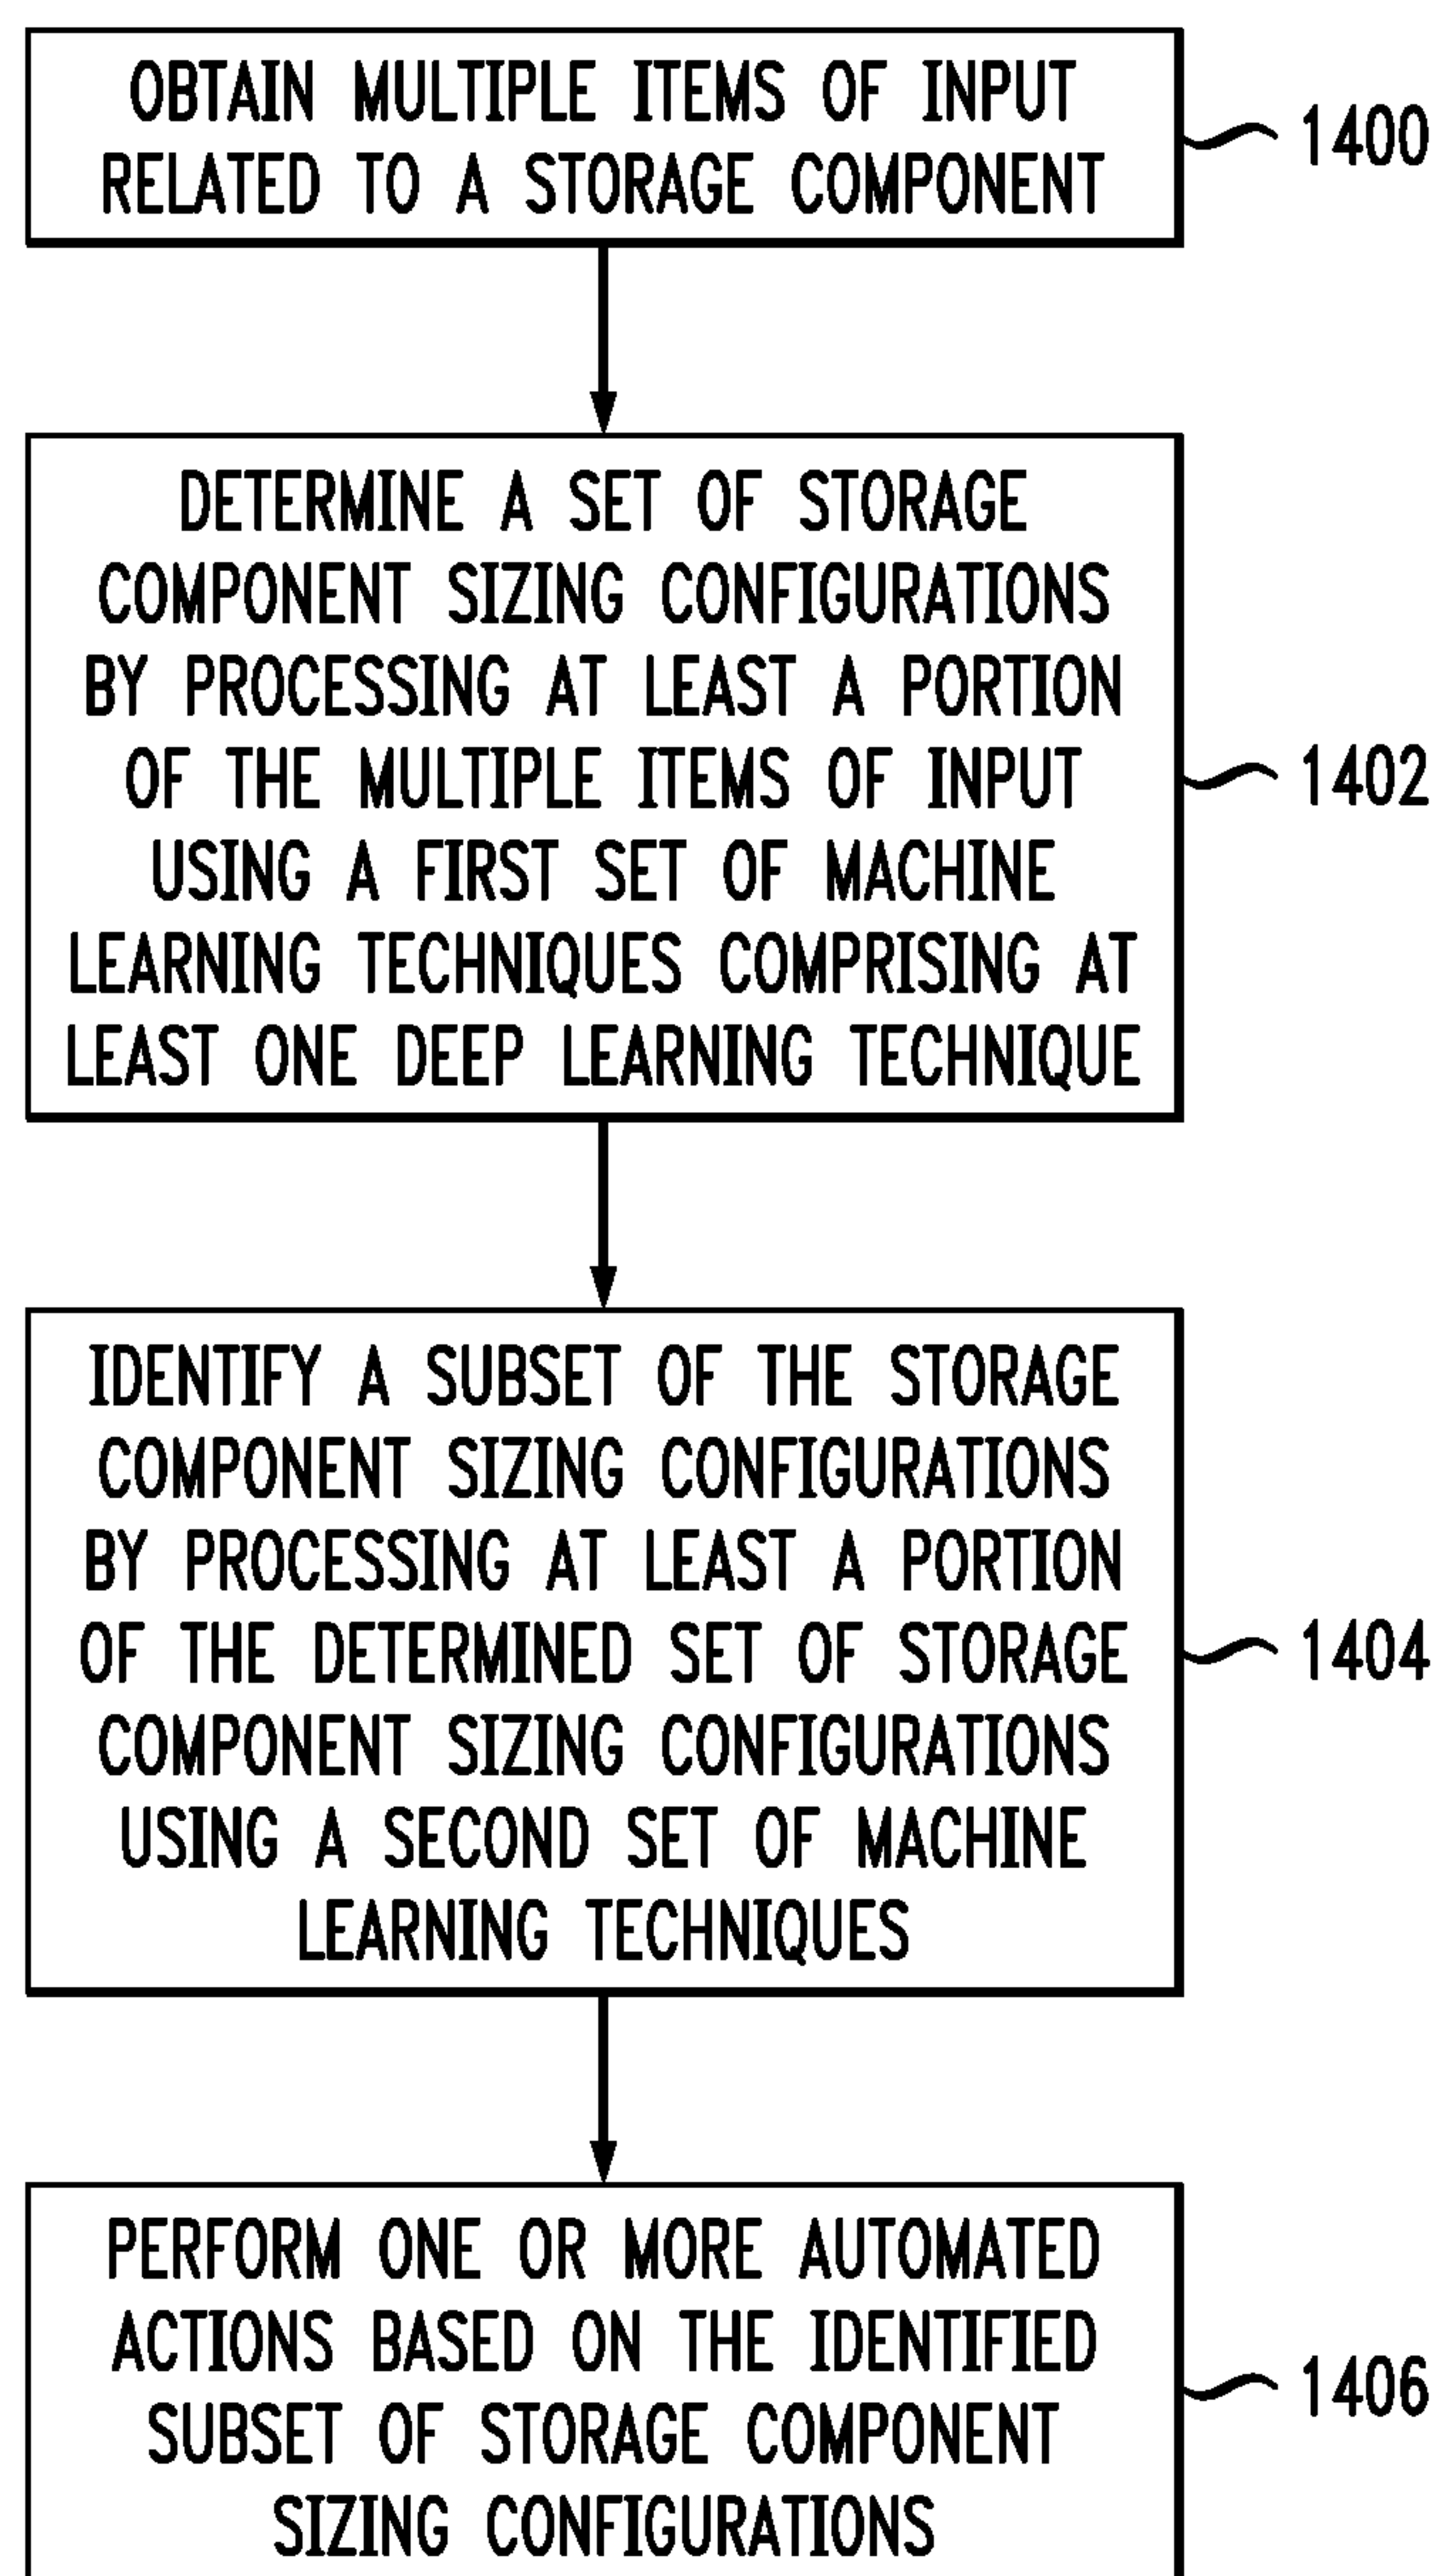 OBTAIN MULTIPLE ITEMS OF INPUT
RELATED TO A STORAGE COMPONENT
1400
DETERMINE A SET OF STORAGE
COMPONENT SIZING CONFIGURATIONS
BY PROCESSING AT LEAST A PORTION
OF THE MULTIPLE ITEMS OF INPUT
USING A FIRST SET OF MACHINE
LEARNING TECHNIQUES COMPRISING AT
LEAST ONE DEEP LEARNING TECHNIQUE
1402
IDENTIFY A SUBSET OF THE STORAGE
COMPONENT SIZING CONFIGURATIONS
BY PROCESSING AT LEAST A PORTION
OF THE DETERMINED SET OF STORAGE
COMPONENT SIZING CONFIGURATIONS
USING A SECOND SET OF MACHINE
LEARNING TECHNIQUES
1404
PERFORM ONE OR MORE AUTOMATED
ACTIONS BASED ON THE IDENTIFIED
SUBSET OF STORAGE COMPONENT
SIZING CONFIGURATIONS
1406